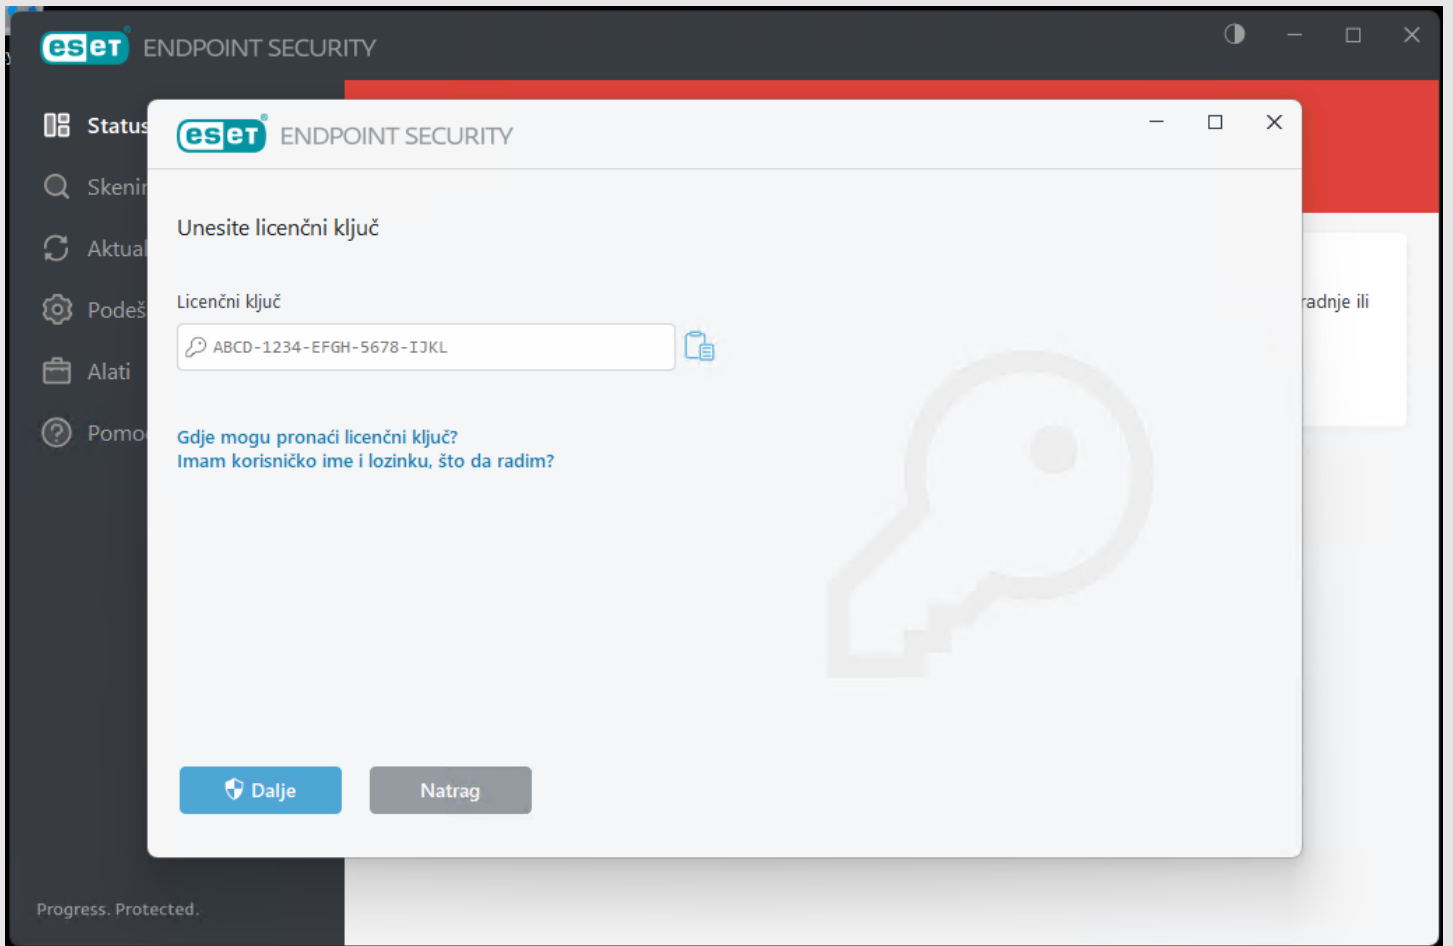 eset ENDPOINT SECURITY
Status
eset ENDPOINT SECURITY
Unesite licenčni ključ
Licenčni ključ
ABCD-1234-EFGH-5678-IJKL
Gdje mogu pronaći licenčni ključ?
Imam korisničko ime i lozinku, što da radim?
Dalje
Natrag
Skenir
Aktual
Podeš
Alati
Pomo
radnje ili
Progress. Protected.